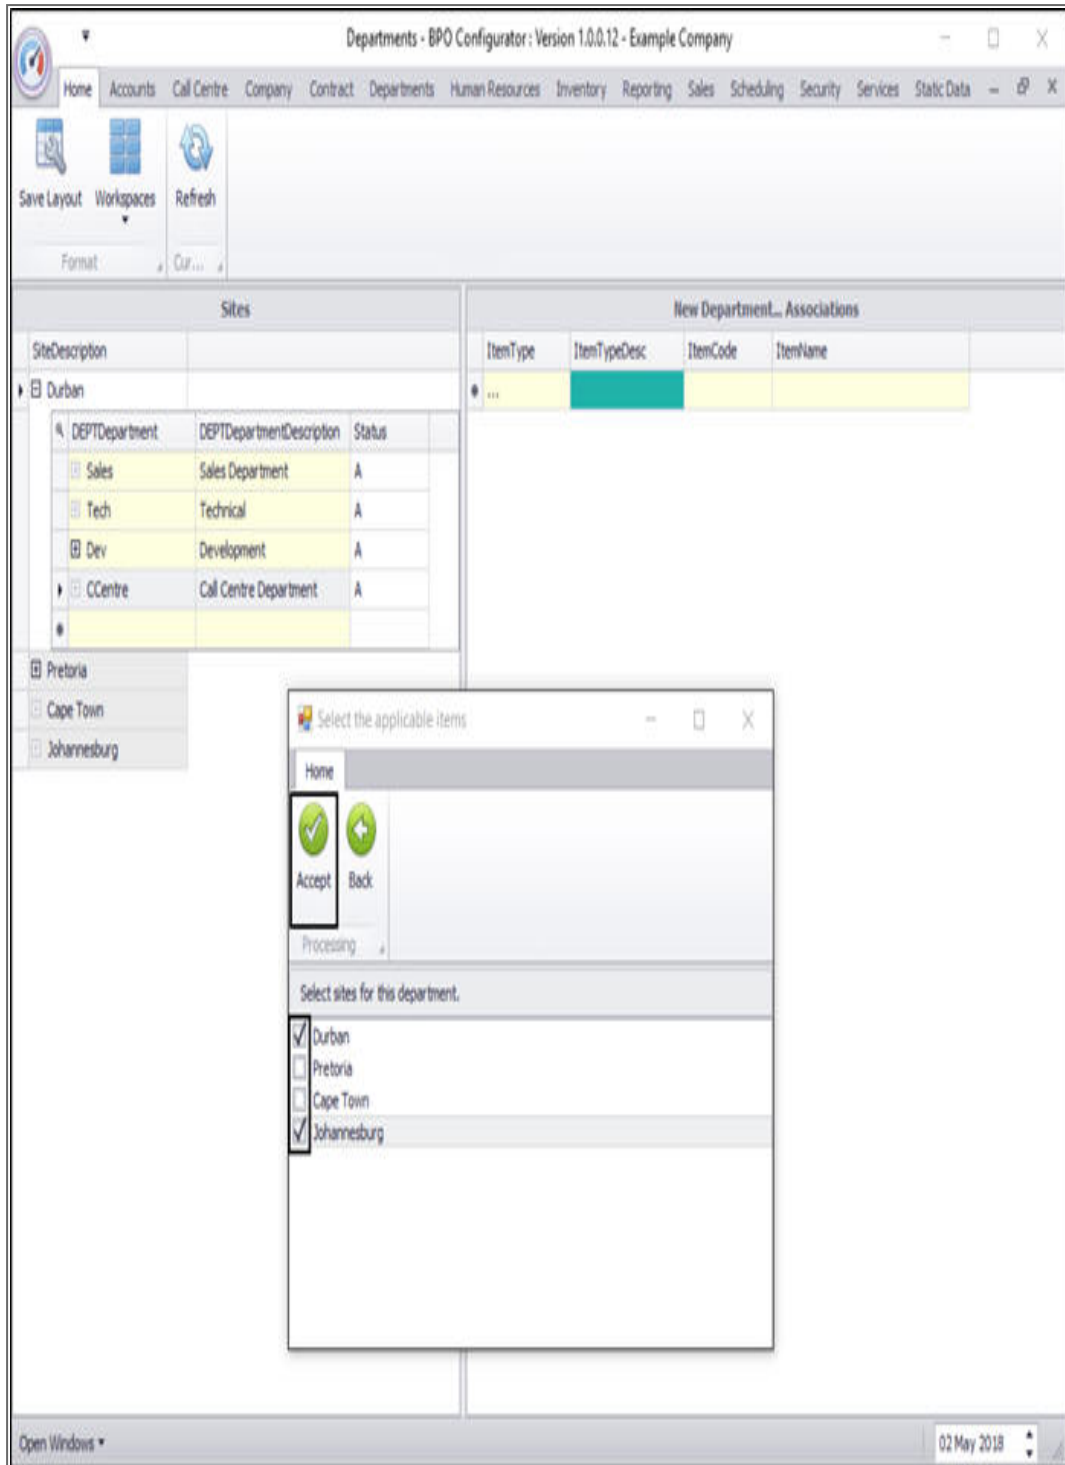 Departments - BPO Configurator : Version 1.0.0.12 - Example Company
Home Accounts Call Centre Company Contract Departments Human Resources Inventory Reporting Sales Scheduling Security Services Static Data
Save Layout Workspaces Refresh
Format Cur...
Sites
New Department... Associations
SiteDescription
ItemType ItemTypeDesc ItemCode ItemName
Durban
...
DEPTDepartment DEPTDepartmentDescription Status
Sales Sales Department A
Tech Technical A
Dev Development A
CCentre Call Centre Department A
Pretoria
Cape Town
Johannesburg
Select the applicable items
Home
Accept Back
Processing
Select sites for this department.
Durban
Pretoria
Cape Town
Johannesburg
Open Windows
02 May 2018